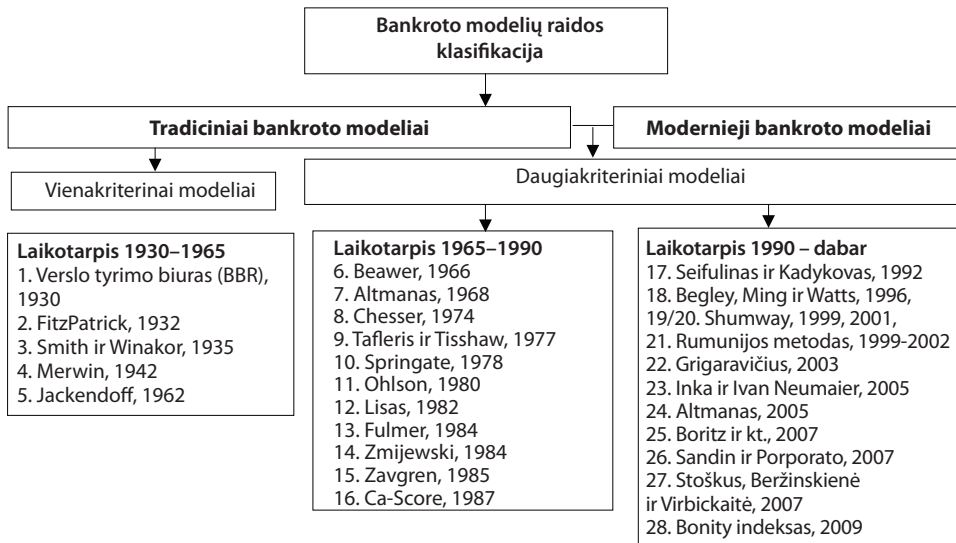 Bankroto modelių raidos
klasifikacija
Tradiciniai bankroto modeliai
Modernieji bankroto modeliai
Vienakriterinai modeliai
Daugiakriteriniai modeliai
Laikotarpis 1930–1965
1. Verslo tyrimo biuras (BBR),
1930
2. FitzPatrick, 1932
3. Smith ir Winakor, 1935
4. Merwin, 1942
5. Jackendoff, 1962
Laikotarpis 1965–1990
6. Beawer, 1966
7. Altmanas, 1968
8. Chesser, 1974
9. Tafleris ir Tisshaw, 1977
10. Springate, 1978
11. Ohlson, 1980
12. Lisas, 1982
13. Fulmer, 1984
14. Zmijewski, 1984
15. Zavgren, 1985
16. Ca-Score, 1987
Laikotarpis 1990 – dabar
17. Seifulinas ir Kadykovas, 1992
18. Begley, Ming ir Watts, 1996,
19/20. Shumway, 1999, 2001,
21. Rumunijos metodas, 1999-2002
22. Grigaravičius, 2003
23. Inka ir Ivan Neumaier, 2005
24. Altmanas, 2005
25. Boritz ir kt., 2007
26. Sandin ir Porporato, 2007
27. Stoškus, Beržinskienė
ir Virbickaitė, 2007
28. Bonity indeksas, 2009